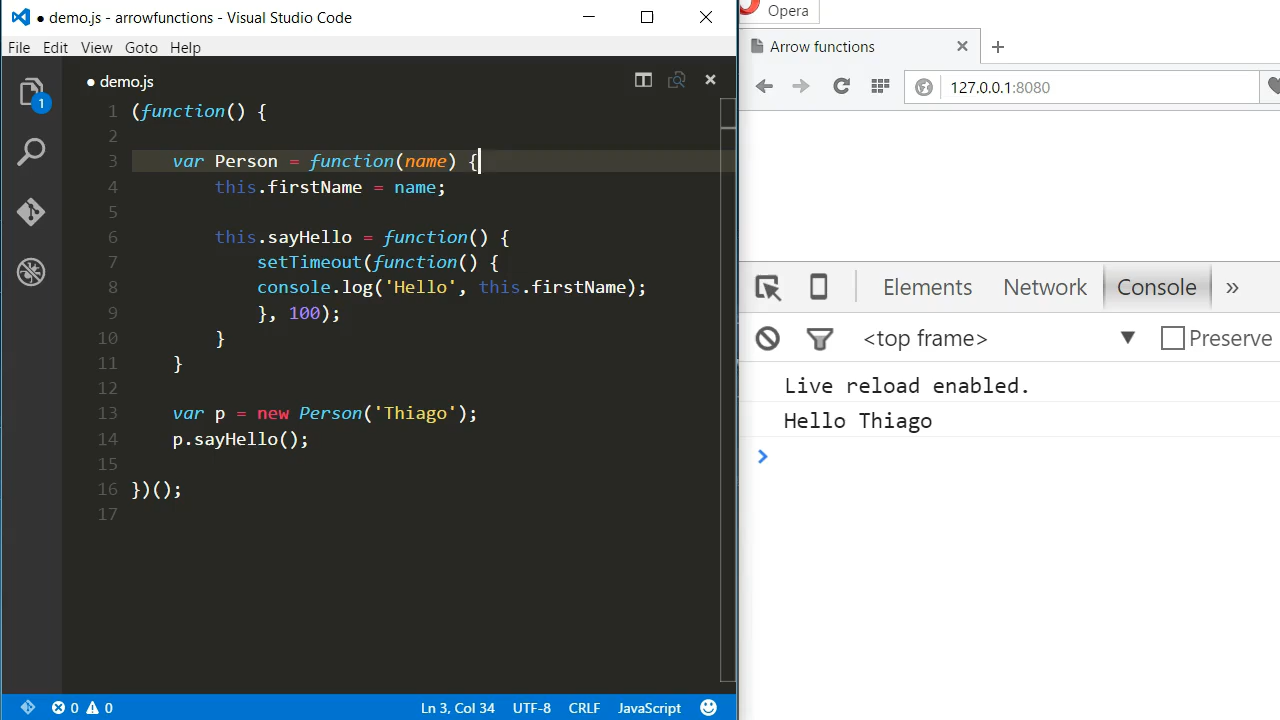 ● demo.js - arrowfunctions - Visual Studio Code
File Edit View Goto Help
1
● demo.js
1 (function() {
2
3 var Person = function(name) {
4 this.firstName = name;
5
6 this.sayHello = function() {
7 setTimeout(function() {
8 console.log('Hello', this.firstName);
9 }, 100);
10 }
11 }
12
13 var p = new Person('Thiago');
14 p.sayHello();
15
16 })();
17
0 0 Ln 3, Col 34 UTF-8 CRLF JavaScript
Opera
Arrow functions
127.0.0.1:8080
Elements Network Console »
<top frame> ▼ Preserve
Live reload enabled.
Hello Thiago